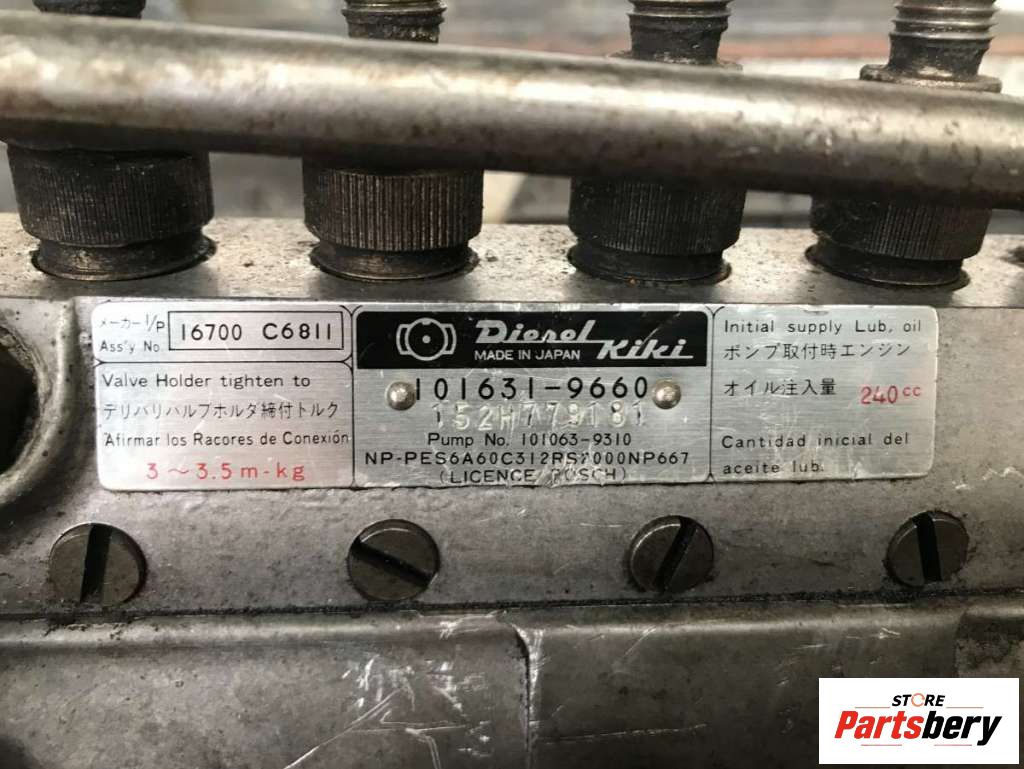 メーカー I/P
Ass'y No.
16700 C6811
Valve Holder tighten to
デリバリバルブホルダ締付トルク
Afirmar los Racores de Conexión
3～3.5m-kg
Diesel
Kiki
MADE IN JAPAN
101631-9660
152H779181
Pump No. 101063-9310
NP-PES6A60C312RS2000NP667
(LICENCE BOSCH)
Initial supply Lub, oil
ポンプ取付時エンジン
オイル注入量 240cc
Cantidad inicial del
aceite lub.
STORE
Partsbery